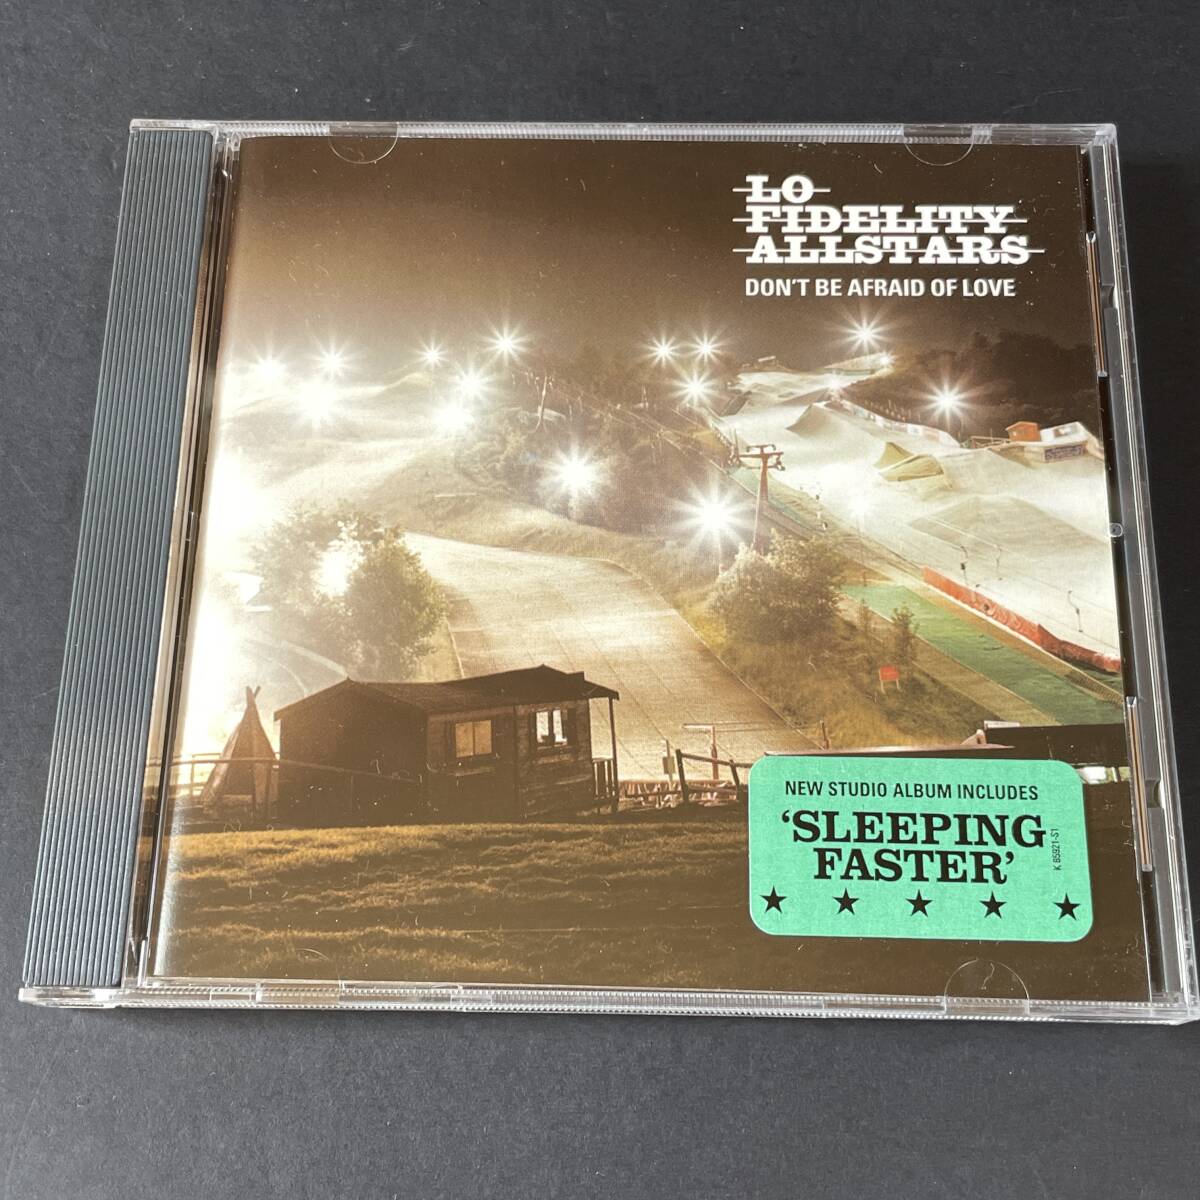 LO
FIDELITY
ALLSTARS
DON'T BE AFRAID OF LOVE
NEW STUDIO ALBUM INCLUDES
'SLEEPING
FASTER'
K 85921-S1